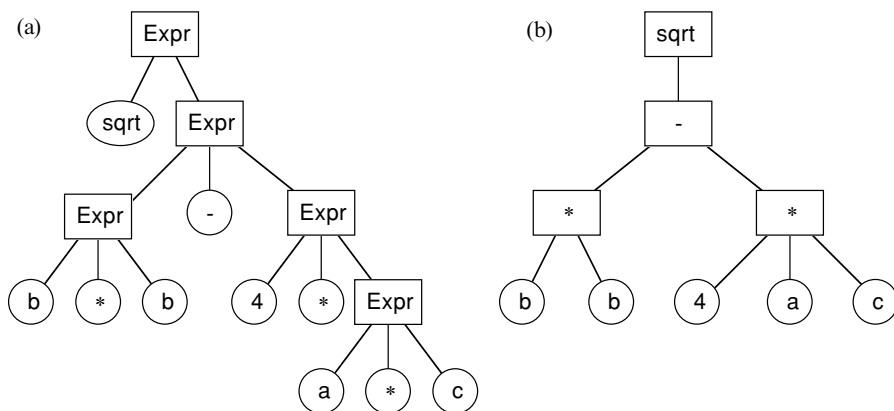 (a) Expr (b) sqrt
sqrt Expr -
Expr - Expr * *
b * b 4 * Expr b b 4 a c
a * c